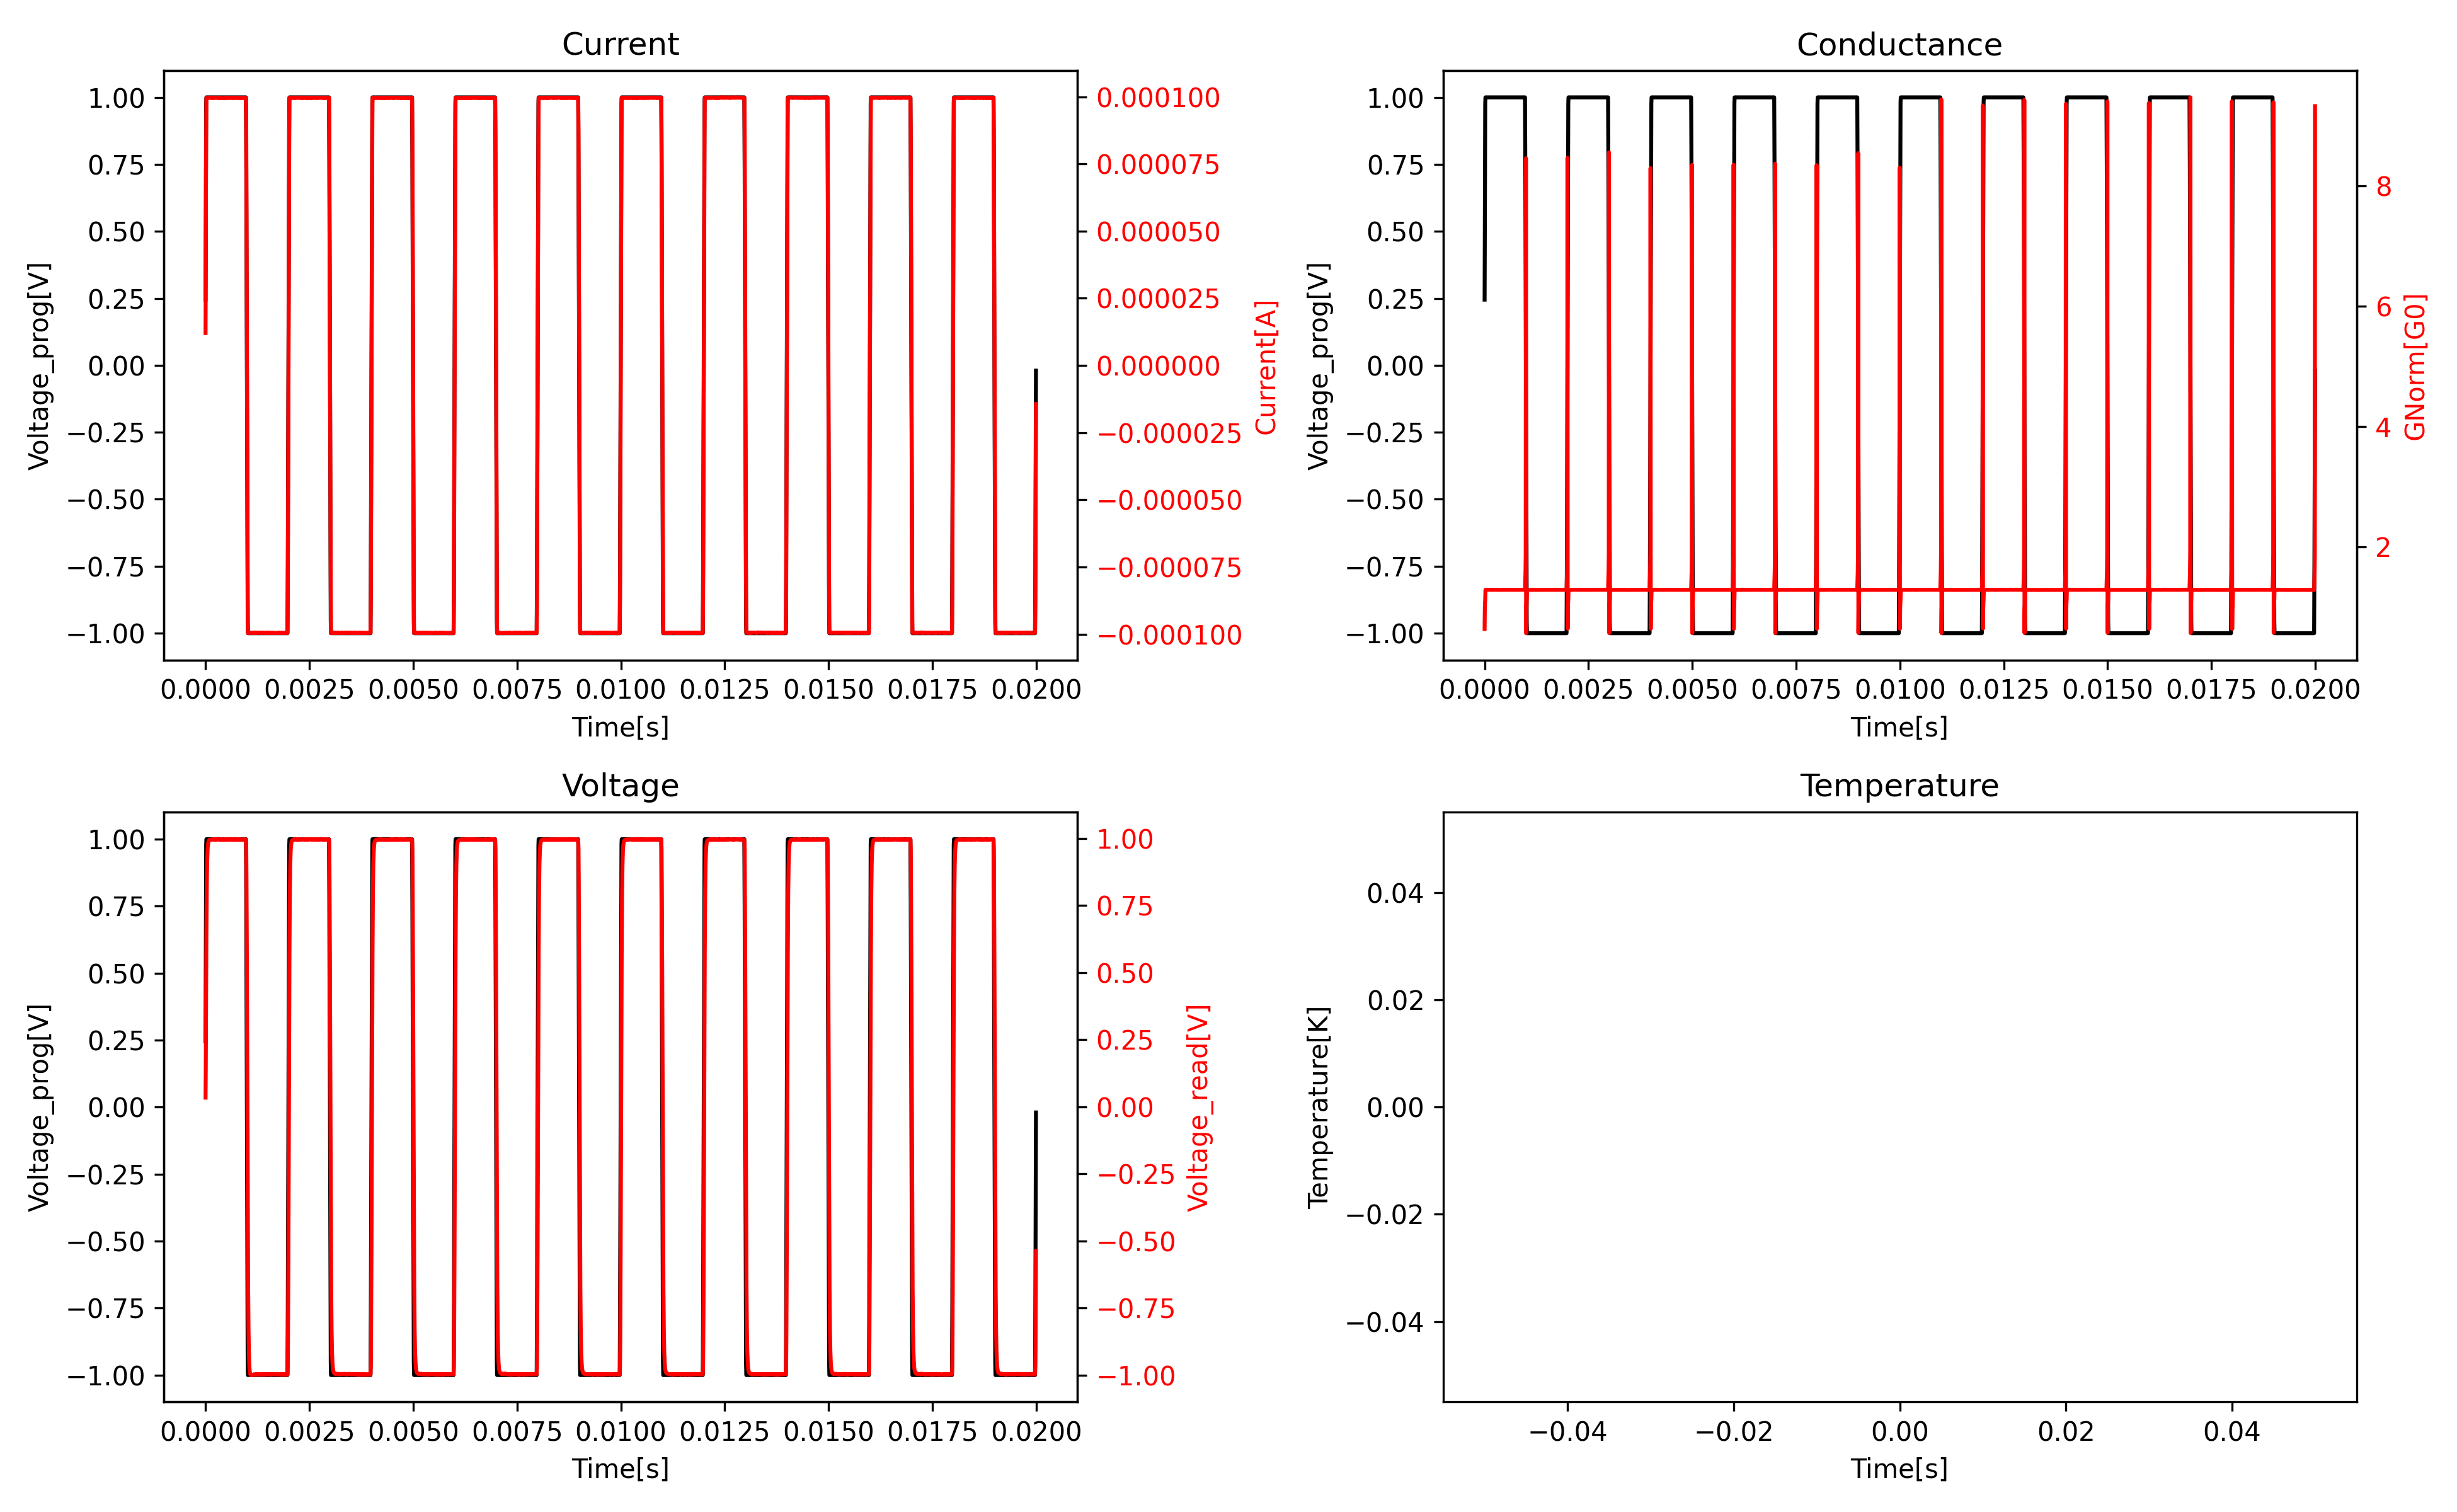 Current
1.00
0.75
0.50
0.25
0.00
−0.25
−0.50
−0.75
−1.00
Voltage_prog[V]
0.000100
0.000075
0.000050
0.000025
0.000000
−0.000025
−0.000050
−0.000075
−0.000100
Current[A]
0.0000 0.0025 0.0050 0.0075 0.0100 0.0125 0.0150 0.0175 0.0200
Time[s]
Conductance
1.00
0.75
0.50
0.25
0.00
−0.25
−0.50
−0.75
−1.00
Voltage_prog[V]
8
6
4
2
GNorm[G0]
0.0000 0.0025 0.0050 0.0075 0.0100 0.0125 0.0150 0.0175 0.0200
Time[s]
Voltage
1.00
0.75
0.50
0.25
0.00
−0.25
−0.50
−0.75
−1.00
Voltage_prog[V]
1.00
0.75
0.50
0.25
0.00
−0.25
−0.50
−0.75
−1.00
Voltage_read[V]
0.0000 0.0025 0.0050 0.0075 0.0100 0.0125 0.0150 0.0175 0.0200
Time[s]
Temperature
0.04
0.02
0.00
−0.02
−0.04
Temperature[K]
−0.04 −0.02 0.00 0.02 0.04
Time[s]